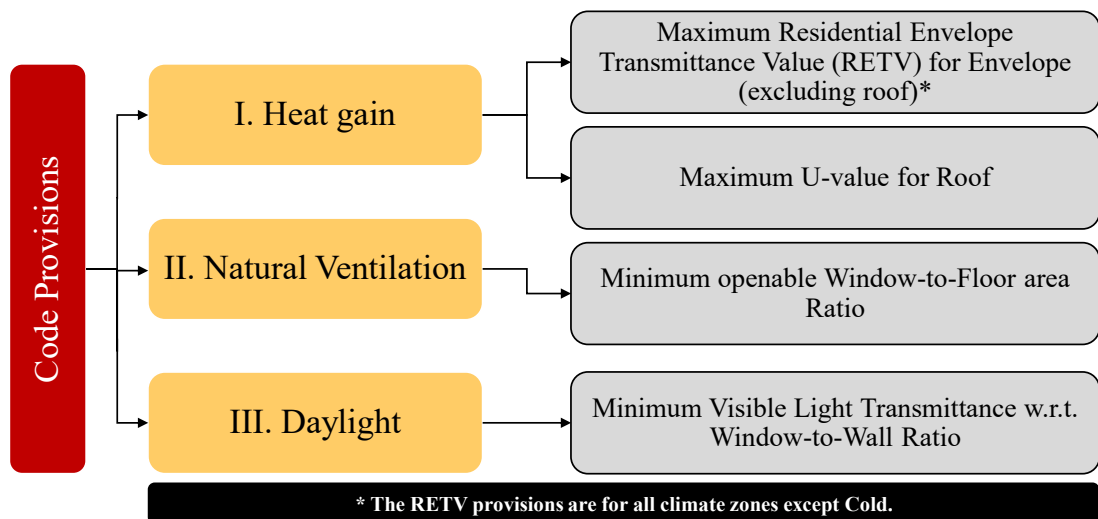 Code Provisions
I. Heat gain
Maximum Residential Envelope
Transmittance Value (RETV) for Envelope
(excluding roof)*
Maximum U-value for Roof
II. Natural Ventilation
Minimum openable Window-to-Floor area
Ratio
III. Daylight
Minimum Visible Light Transmittance w.r.t.
Window-to-Wall Ratio
* The RETV provisions are for all climate zones except Cold.